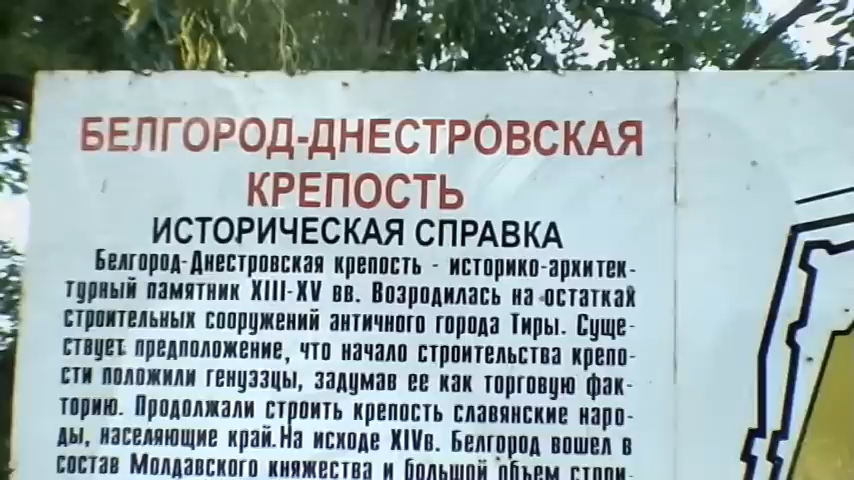 БЕЛГОРОД-ДНЕСТРОВСКАЯ
КРЕПОСТЬ
ИСТОРИЧЕСКАЯ СПРАВКА
Белгород-Днестровская крепость - историко-архитек-
турный памятник XIII-XV вв. Возродилась на остатках
строительных сооружений античного города Тиры. Суще-
ствует предположение, что начало строительства крепо-
сти положили генуэзцы, задумав ее как торговую фак-
торию. Продолжали строить крепость славянские наро-
ды, населяющие край.На исходе XIVв. Белгород вошел в
состав Молдавского княжества и большой объем строи-